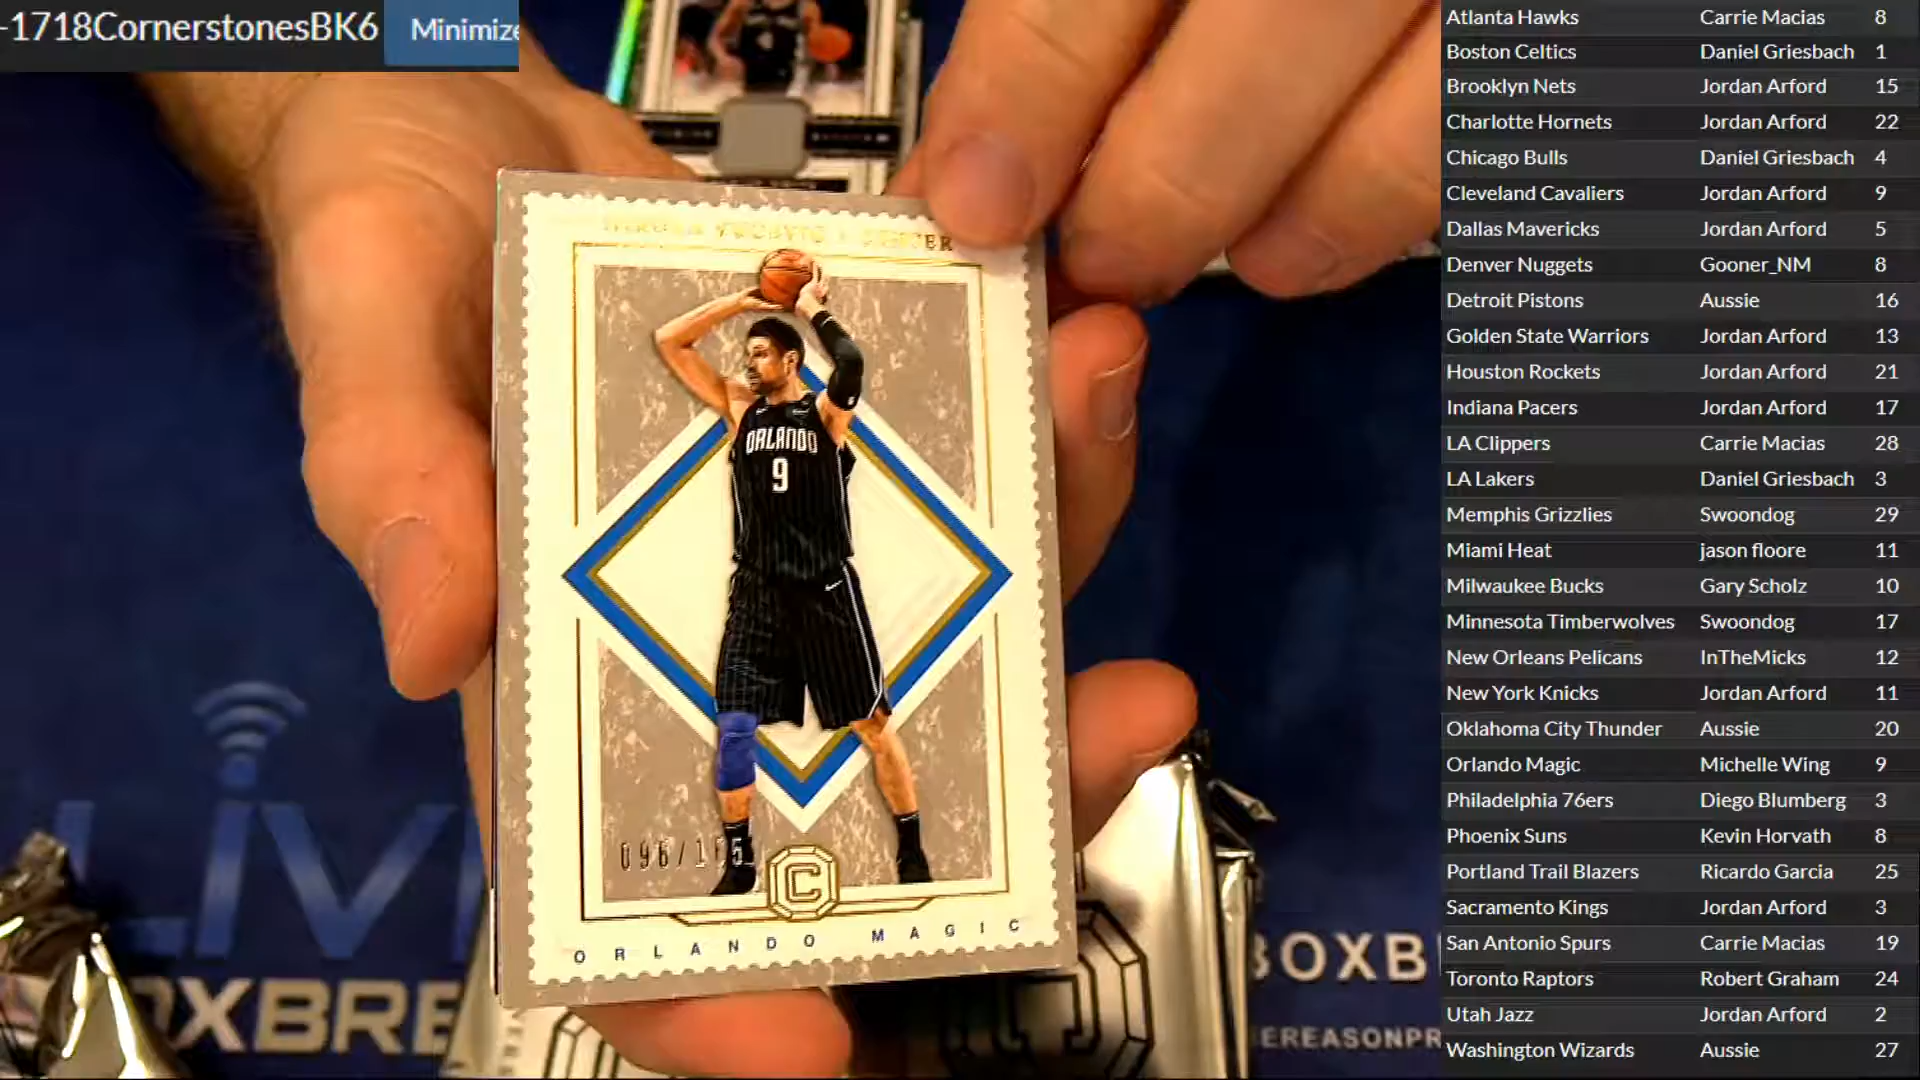 -1718CornerstonesBK6 Minimize
CENTER
ORLANDO
9
096/105
C
ORLANDO MAGIC
LIV
OXBRE
BOXB
EREASONPR
Atlanta Hawks Carrie Macias 8
Boston Celtics Daniel Griesbach 1
Brooklyn Nets Jordan Arford 15
Charlotte Hornets Jordan Arford 22
Chicago Bulls Daniel Griesbach 4
Cleveland Cavaliers Jordan Arford 9
Dallas Mavericks Jordan Arford 5
Denver Nuggets Gooner_NM 8
Detroit Pistons Aussie 16
Golden State Warriors Jordan Arford 13
Houston Rockets Jordan Arford 21
Indiana Pacers Jordan Arford 17
LA Clippers Carrie Macias 28
LA Lakers Daniel Griesbach 3
Memphis Grizzlies Swoondog 29
Miami Heat jason floore 11
Milwaukee Bucks Gary Scholz 10
Minnesota Timberwolves Swoondog 17
New Orleans Pelicans InTheMicks 12
New York Knicks Jordan Arford 11
Oklahoma City Thunder Aussie 20
Orlando Magic Michelle Wing 9
Philadelphia 76ers Diego Blumberg 3
Phoenix Suns Kevin Horvath 8
Portland Trail Blazers Ricardo Garcia 25
Sacramento Kings Jordan Arford 3
San Antonio Spurs Carrie Macias 19
Toronto Raptors Robert Graham 24
Utah Jazz Jordan Arford 2
Washington Wizards Aussie 27